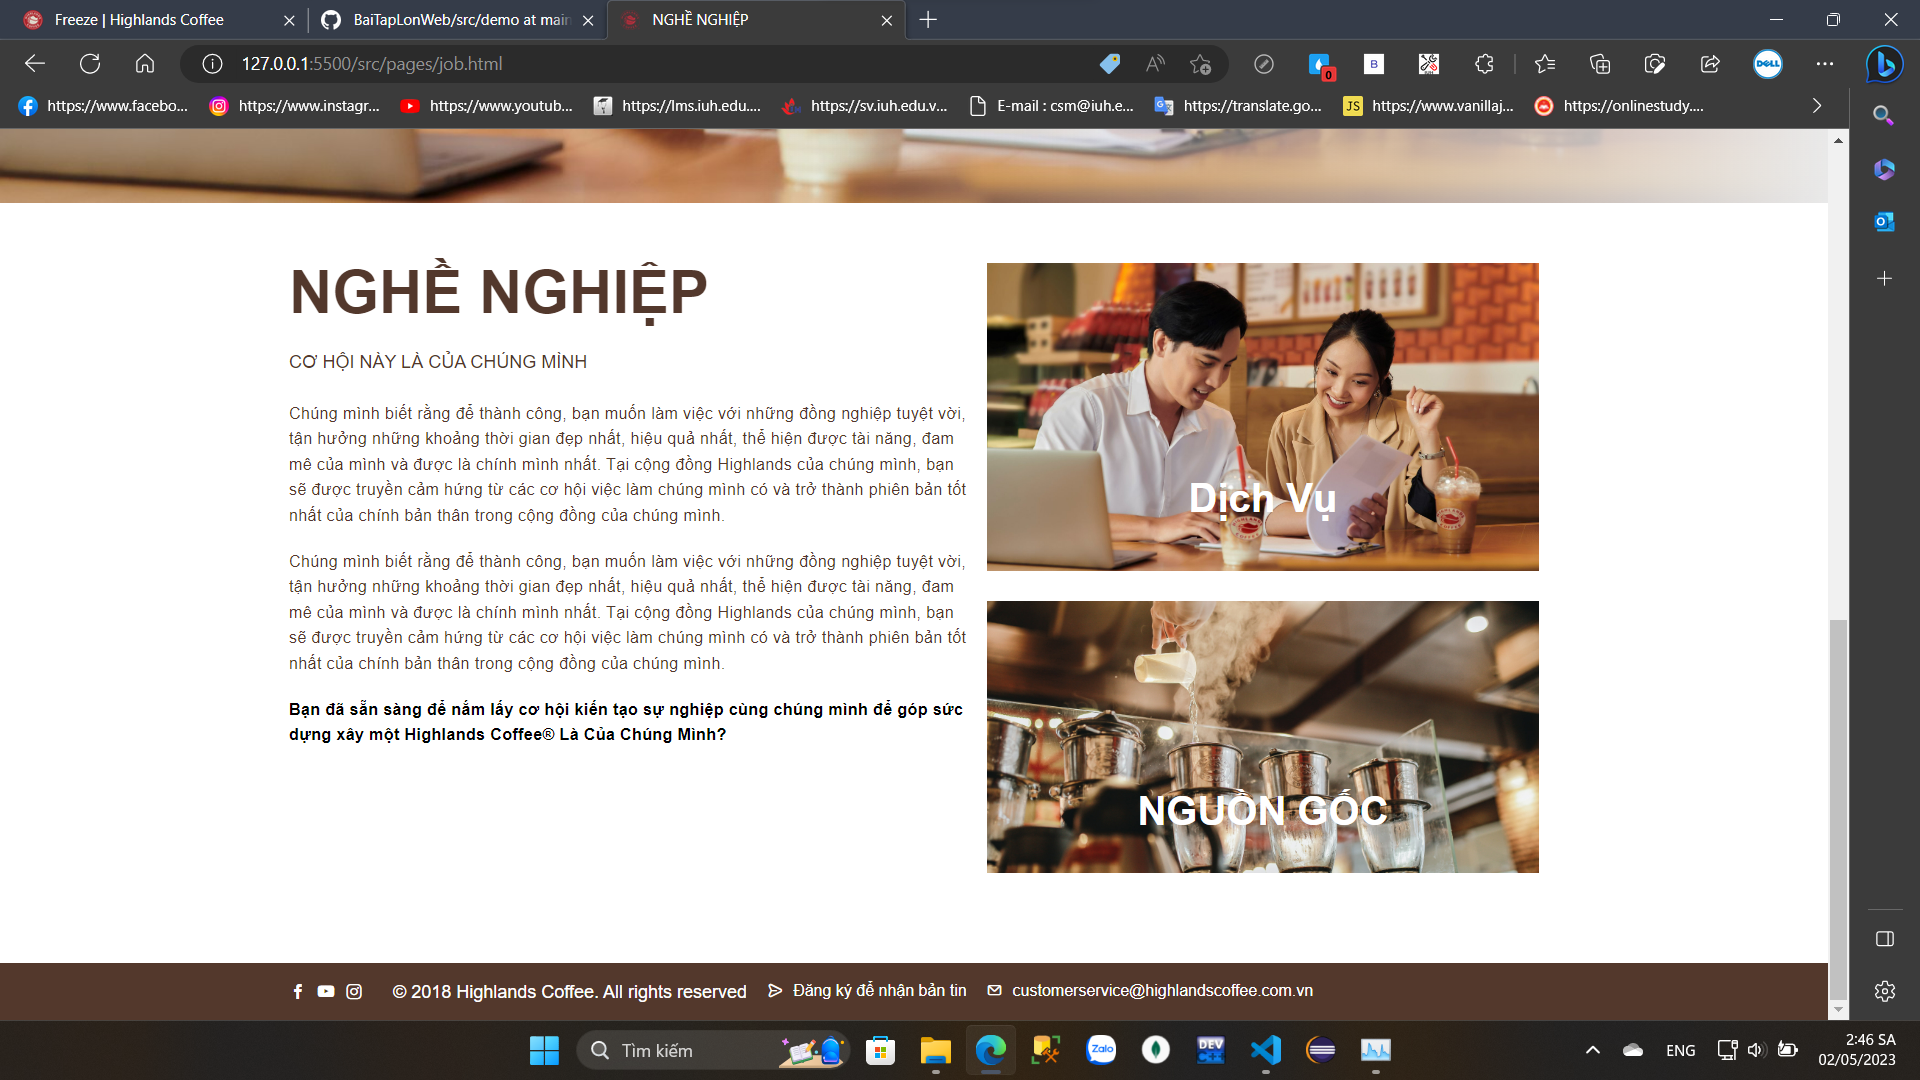 Freeze | Highlands Coffee
BaiTapLonWeb/src/demo at main
NGHỀ NGHIỆP
127.0.0.1:5500/src/pages/job.html
0
B
DELL
https://www.facebo...
https://www.instagr...
https://www.youtub...
https://lms.iuh.edu....
https://sv.iuh.edu.v...
E-mail : csm@iuh.e...
https://translate.go...
JS
https://www.vanillaj...
https://onlinestudy....
NGHỀ NGHIỆP
CƠ HỘI NÀY LÀ CỦA CHÚNG MÌNH
Chúng mình biết rằng để thành công, bạn muốn làm việc với những đồng nghiệp tuyệt vời,
tận hưởng những khoảng thời gian đẹp nhất, hiệu quả nhất, thể hiện được tài năng, đam
mê của mình và được là chính mình nhất. Tại cộng đồng Highlands của chúng mình, bạn
sẽ được truyền cảm hứng từ các cơ hội việc làm chúng mình có và trở thành phiên bản tốt
nhất của chính bản thân trong cộng đồng của chúng mình.
Chúng mình biết rằng để thành công, bạn muốn làm việc với những đồng nghiệp tuyệt vời,
tận hưởng những khoảng thời gian đẹp nhất, hiệu quả nhất, thể hiện được tài năng, đam
mê của mình và được là chính mình nhất. Tại cộng đồng Highlands của chúng mình, bạn
sẽ được truyền cảm hứng từ các cơ hội việc làm chúng mình có và trở thành phiên bản tốt
nhất của chính bản thân trong cộng đồng của chúng mình.
Bạn đã sẵn sàng để nắm lấy cơ hội kiến tạo sự nghiệp cùng chúng mình để góp sức
dựng xây một Highlands Coffee® Là Của Chúng Mình?
Dịch Vụ
NGUỒN GỐC
© 2018 Highlands Coffee. All rights reserved
Đăng ký để nhận bản tin
customerservice@highlandscoffee.com.vn
Tìm kiếm
Zalo
DEV
ENG
2:46 SA
02/05/2023